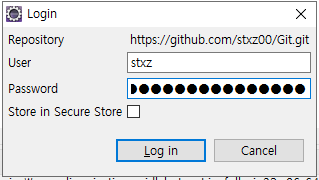 Login
Repository https://github.com/stxz00/Git.git
User stxz
Password ●●●●●●●●●●●●●●●●
Store in Secure Store
Log in Cancel